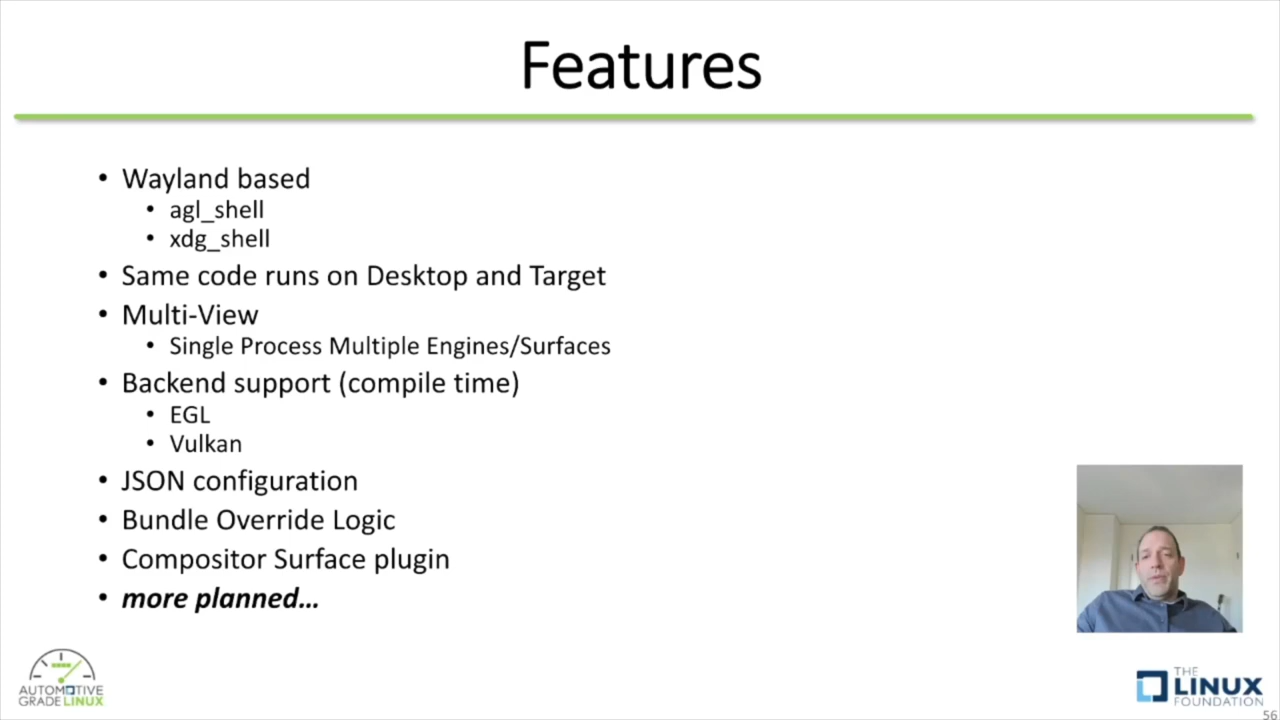 Features
• Wayland based
• agl_shell
• xdg_shell
• Same code runs on Desktop and Target
• Multi-View
• Single Process Multiple Engines/Surfaces
• Backend support (compile time)
• EGL
• Vulkan
• JSON configuration
• Bundle Override Logic
• Compositor Surface plugin
• more planned...
AUTOMOTIVE
GRADE LINUX
THE
LINUX
FOUNDATION
56